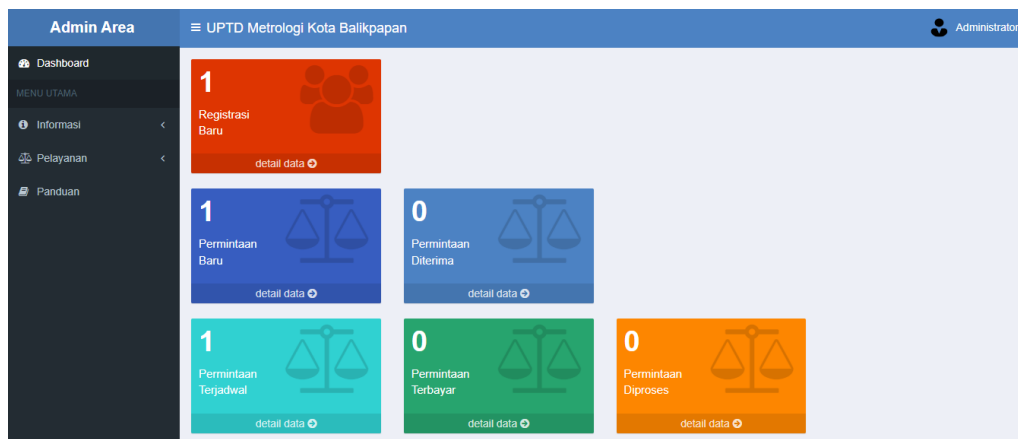 Admin Area
UPTD Metrologi Kota Balikpapan
Administrator
Dashboard
MENU UTAMA
Informasi
Pelayanan
Panduan
1
Registrasi
Baru
detail data
1
Permintaan
Baru
detail data
0
Permintaan
Diterima
detail data
1
Permintaan
Terjadwal
detail data
0
Permintaan
Terbayar
detail data
0
Permintaan
Diproses
detail data